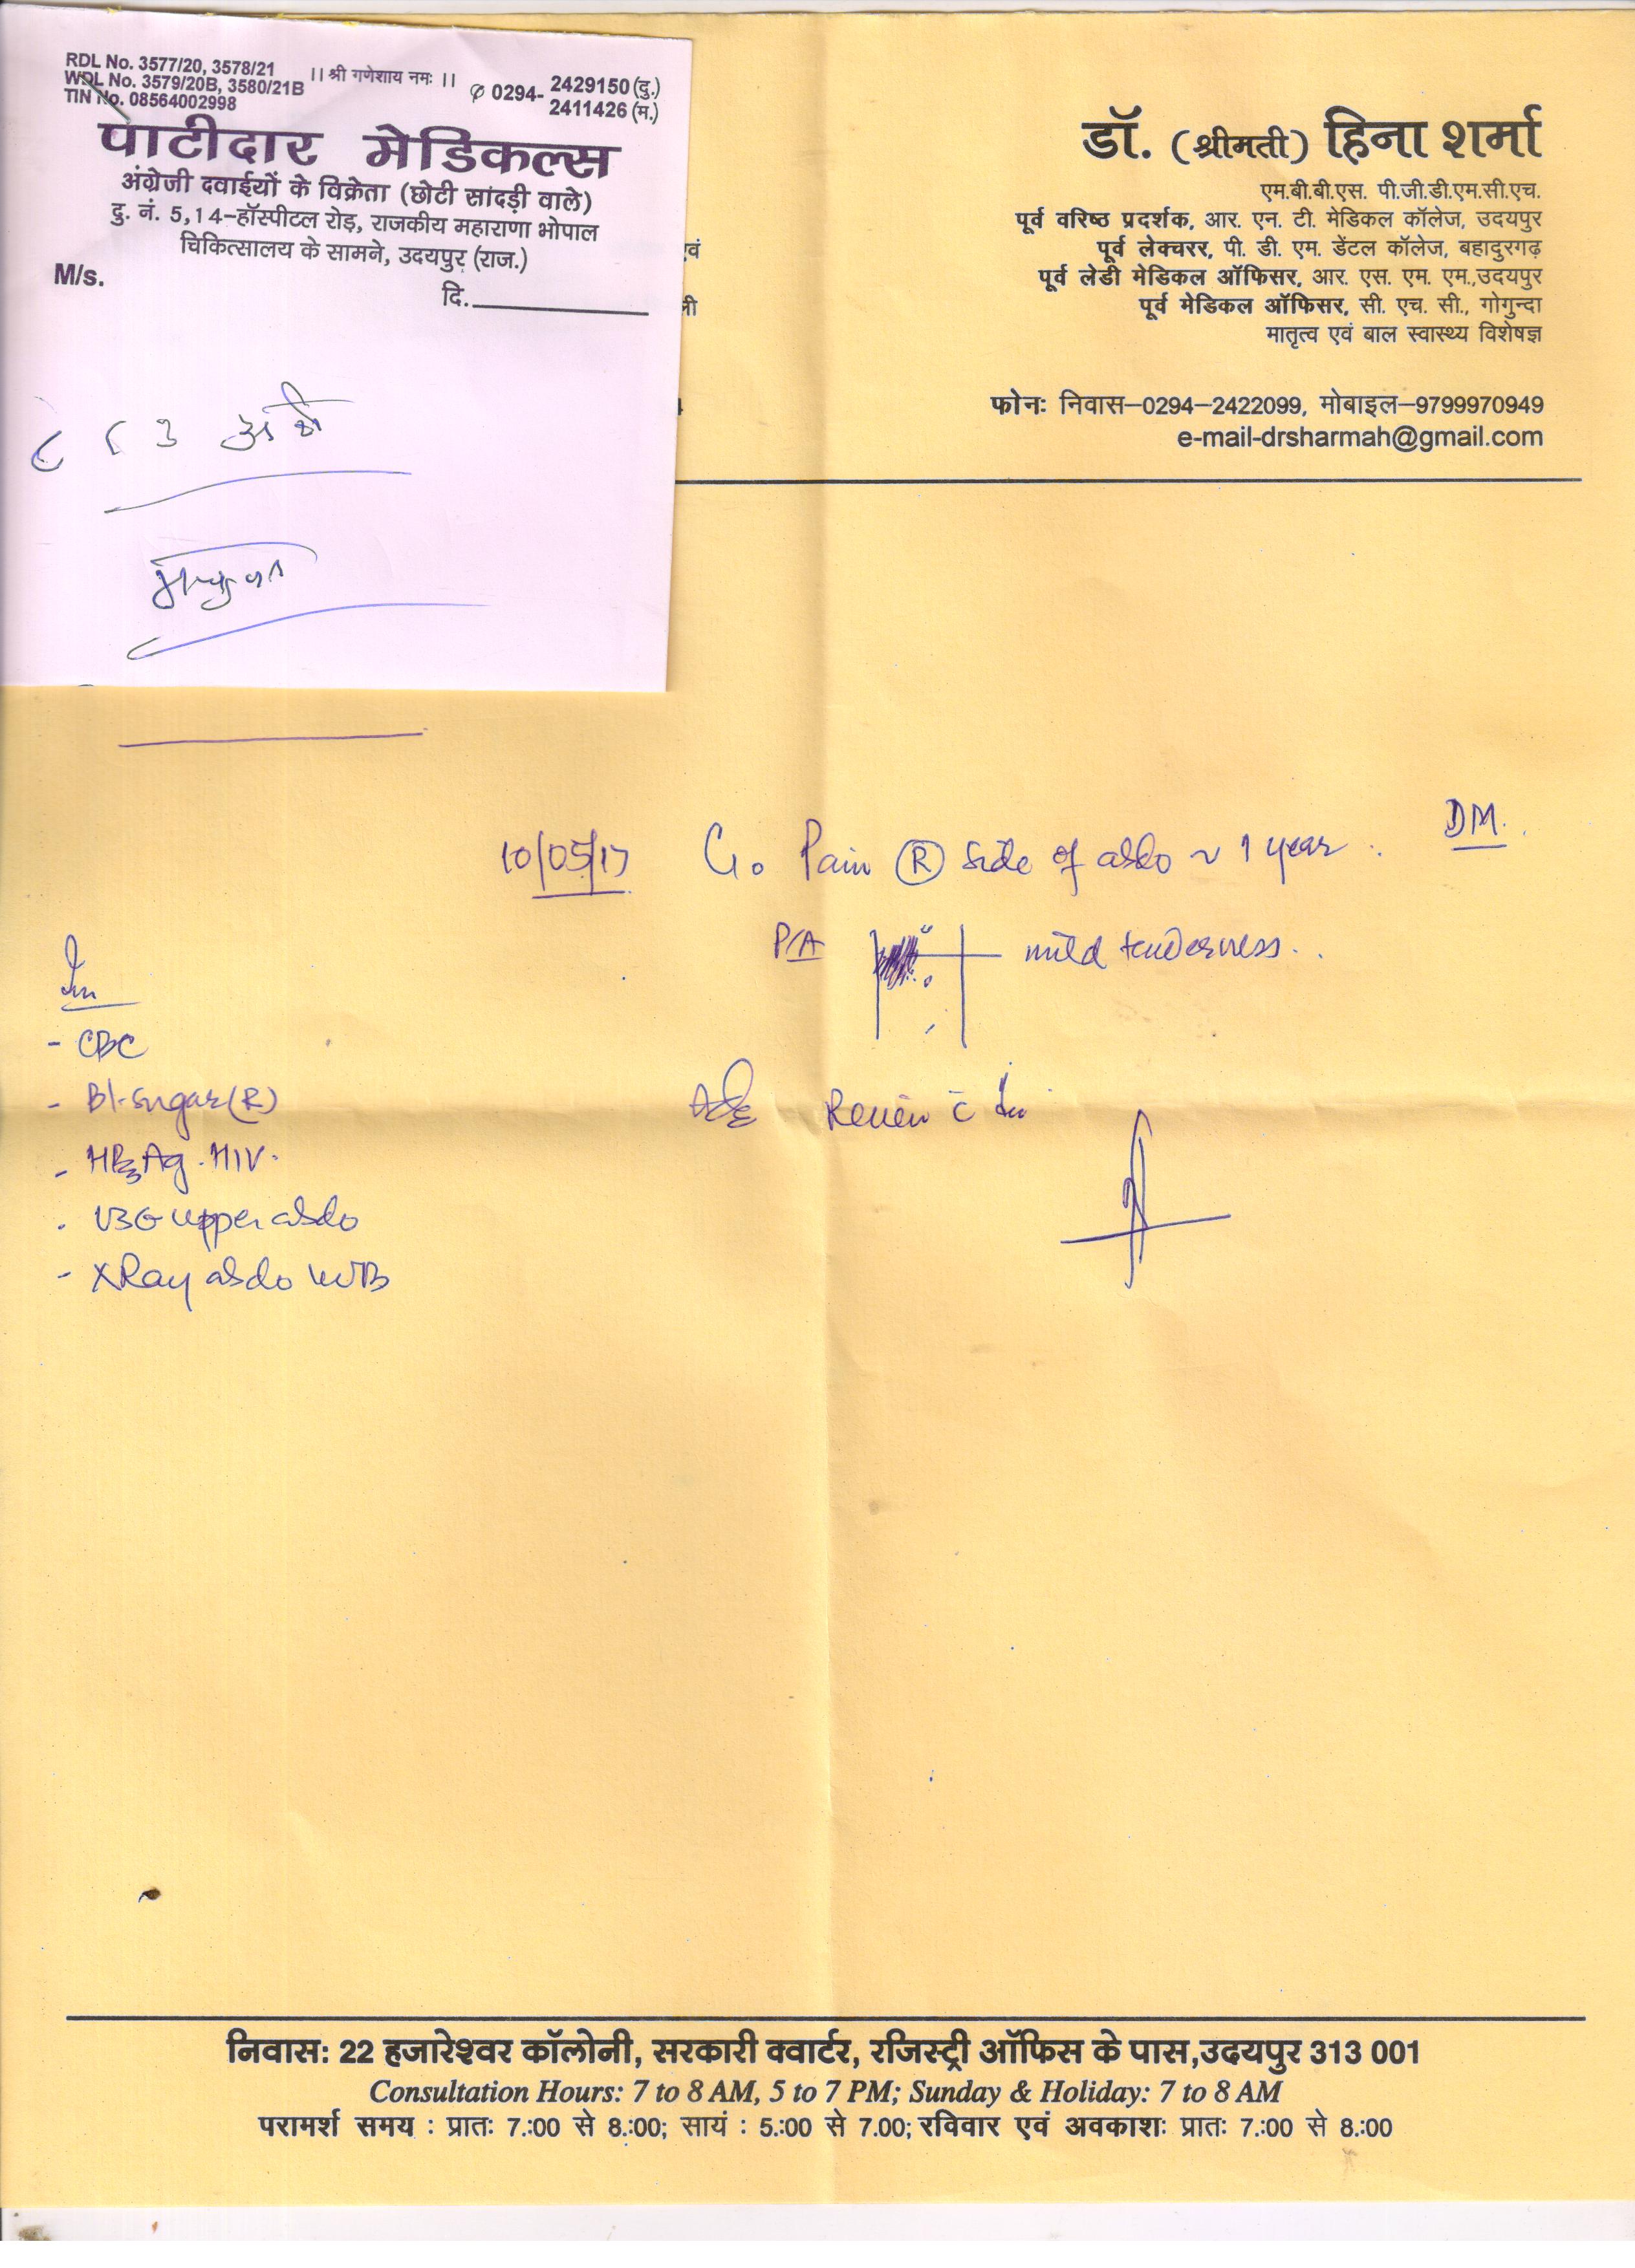 RDL No. 3577/20, 3578/21
WDL No. 3579/20B, 3580/21B
TIN No. 08564002998
।। श्री गणेशाय नमः ।।
0294- 2429150 (दु.)
2411426 (म.)
पाटीदार मेडिकल्स
अंग्रेजी दवाईयों के विक्रेता (छोटी सांदड़ी वाले)
दु. नं. 5,14-हॉस्पीटल रोड़, राजकीय महाराणा भोपाल
चिकित्सालय के सामने, उदयपुर (राज.)
M/s.
दि.
डॉ. (श्रीमती) हिना शर्मा
एम.बी.बी.एस. पी.जी.डी.एम.सी.एच.
पूर्व वरिष्ठ प्रदर्शक, आर. एन. टी. मेडिकल कॉलेज, उदयपुर
पूर्व लेक्चरर, पी. डी. एम. डेंटल कॉलेज, बहादुरगढ़
पूर्व लेडी मेडिकल ऑफिसर, आर. एस. एम. एम.,उदयपुर
पूर्व मेडिकल ऑफिसर, सी. एच. सी., गोगुन्दा
मातृत्व एवं बाल स्वास्थ्य विशेषज्ञ
फोनः निवास–0294–2422099, मोबाइल–9799970949
e-mail-drsharmah@gmail.com
DM.
10/05/17 C/o Pain (R) side of abdo ~ 1 year.
P/A mild tenderness..
Inv
- CBC
- Bl. Sugar (R)
- HBsAg. HIV.
. USG upper abdo
- X Ray abdo KUB
Adv Review c̄ Inv
निवास: 22 हजारेश्वर कॉलोनी, सरकारी क्वार्टर, रजिस्ट्री ऑफिस के पास,उदयपुर 313 001
Consultation Hours: 7 to 8 AM, 5 to 7 PM; Sunday & Holiday: 7 to 8 AM
परामर्श समय : प्रातः 7.:00 से 8.:00; सायं : 5.:00 से 7.00; रविवार एवं अवकाशः प्रातः 7.:00 से 8.:00